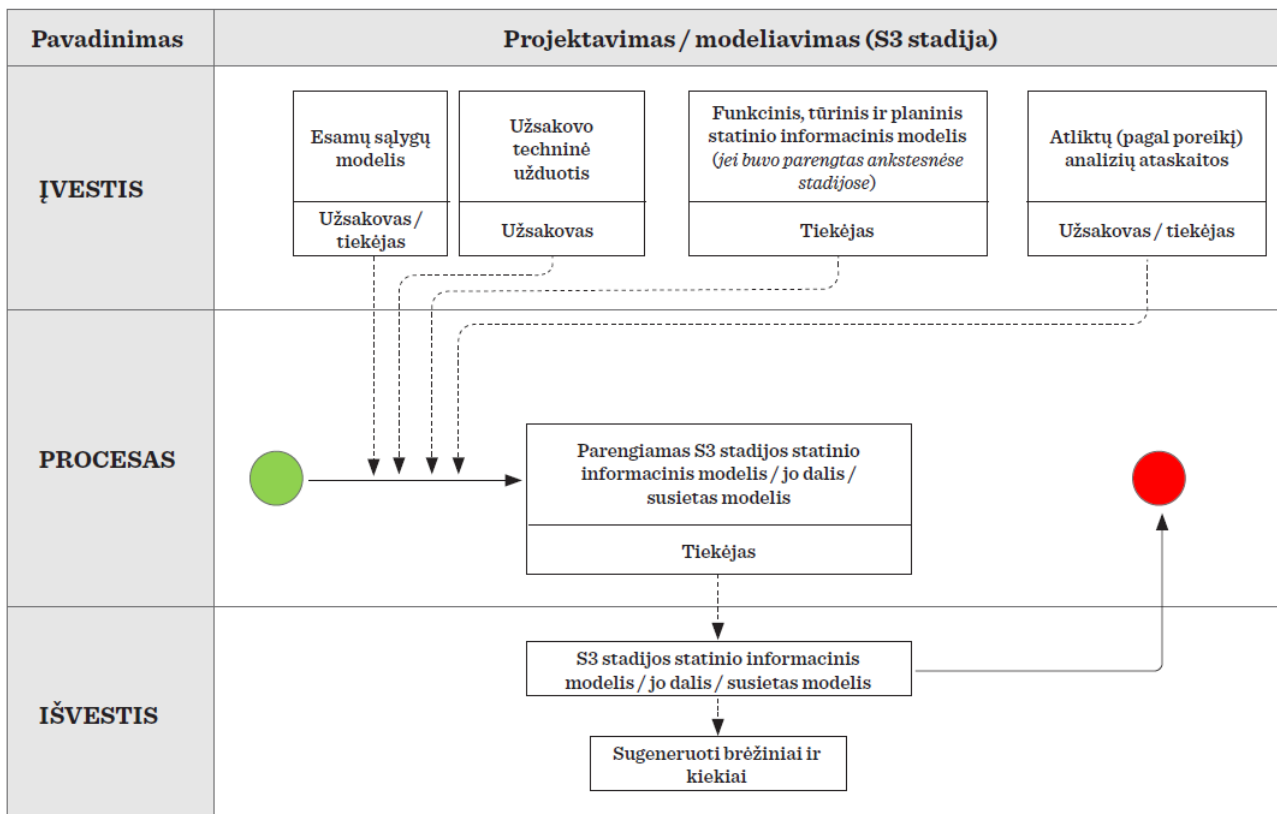 Pavadinimas
Projektavimas / modeliavimas (S3 stadija)
ĮVESTIS
Esamų sąlygų
modelis
Užsakovas /
tiekėjas
Užsakovo
techninė
užduotis
Užsakovas
Funkcinis, tūrinis ir planinis
statinio informacinis modelis
(jei buvo parengtas ankstesnėse
stadijose)
Tiekėjas
Atliktų (pagal poreikį)
analizių ataskaitos
Užsakovas / tiekėjas
PROCESAS
Parengiamas S3 stadijos statinio
informacinis modelis / jo dalis /
susietas modelis
Tiekėjas
IŠVESTIS
S3 stadijos statinio informacinis
modelis / jo dalis / susietas modelis
Sugeneruoti brėžiniai ir
kiekiai